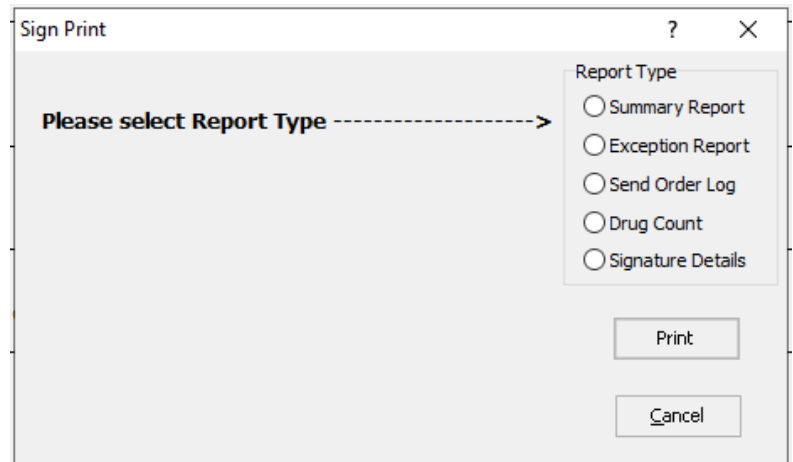 Sign Print ?
Report Type
Please select Report Type -------------------->
Summary Report
Exception Report
Send Order Log
Drug Count
Signature Details
Print
Cancel